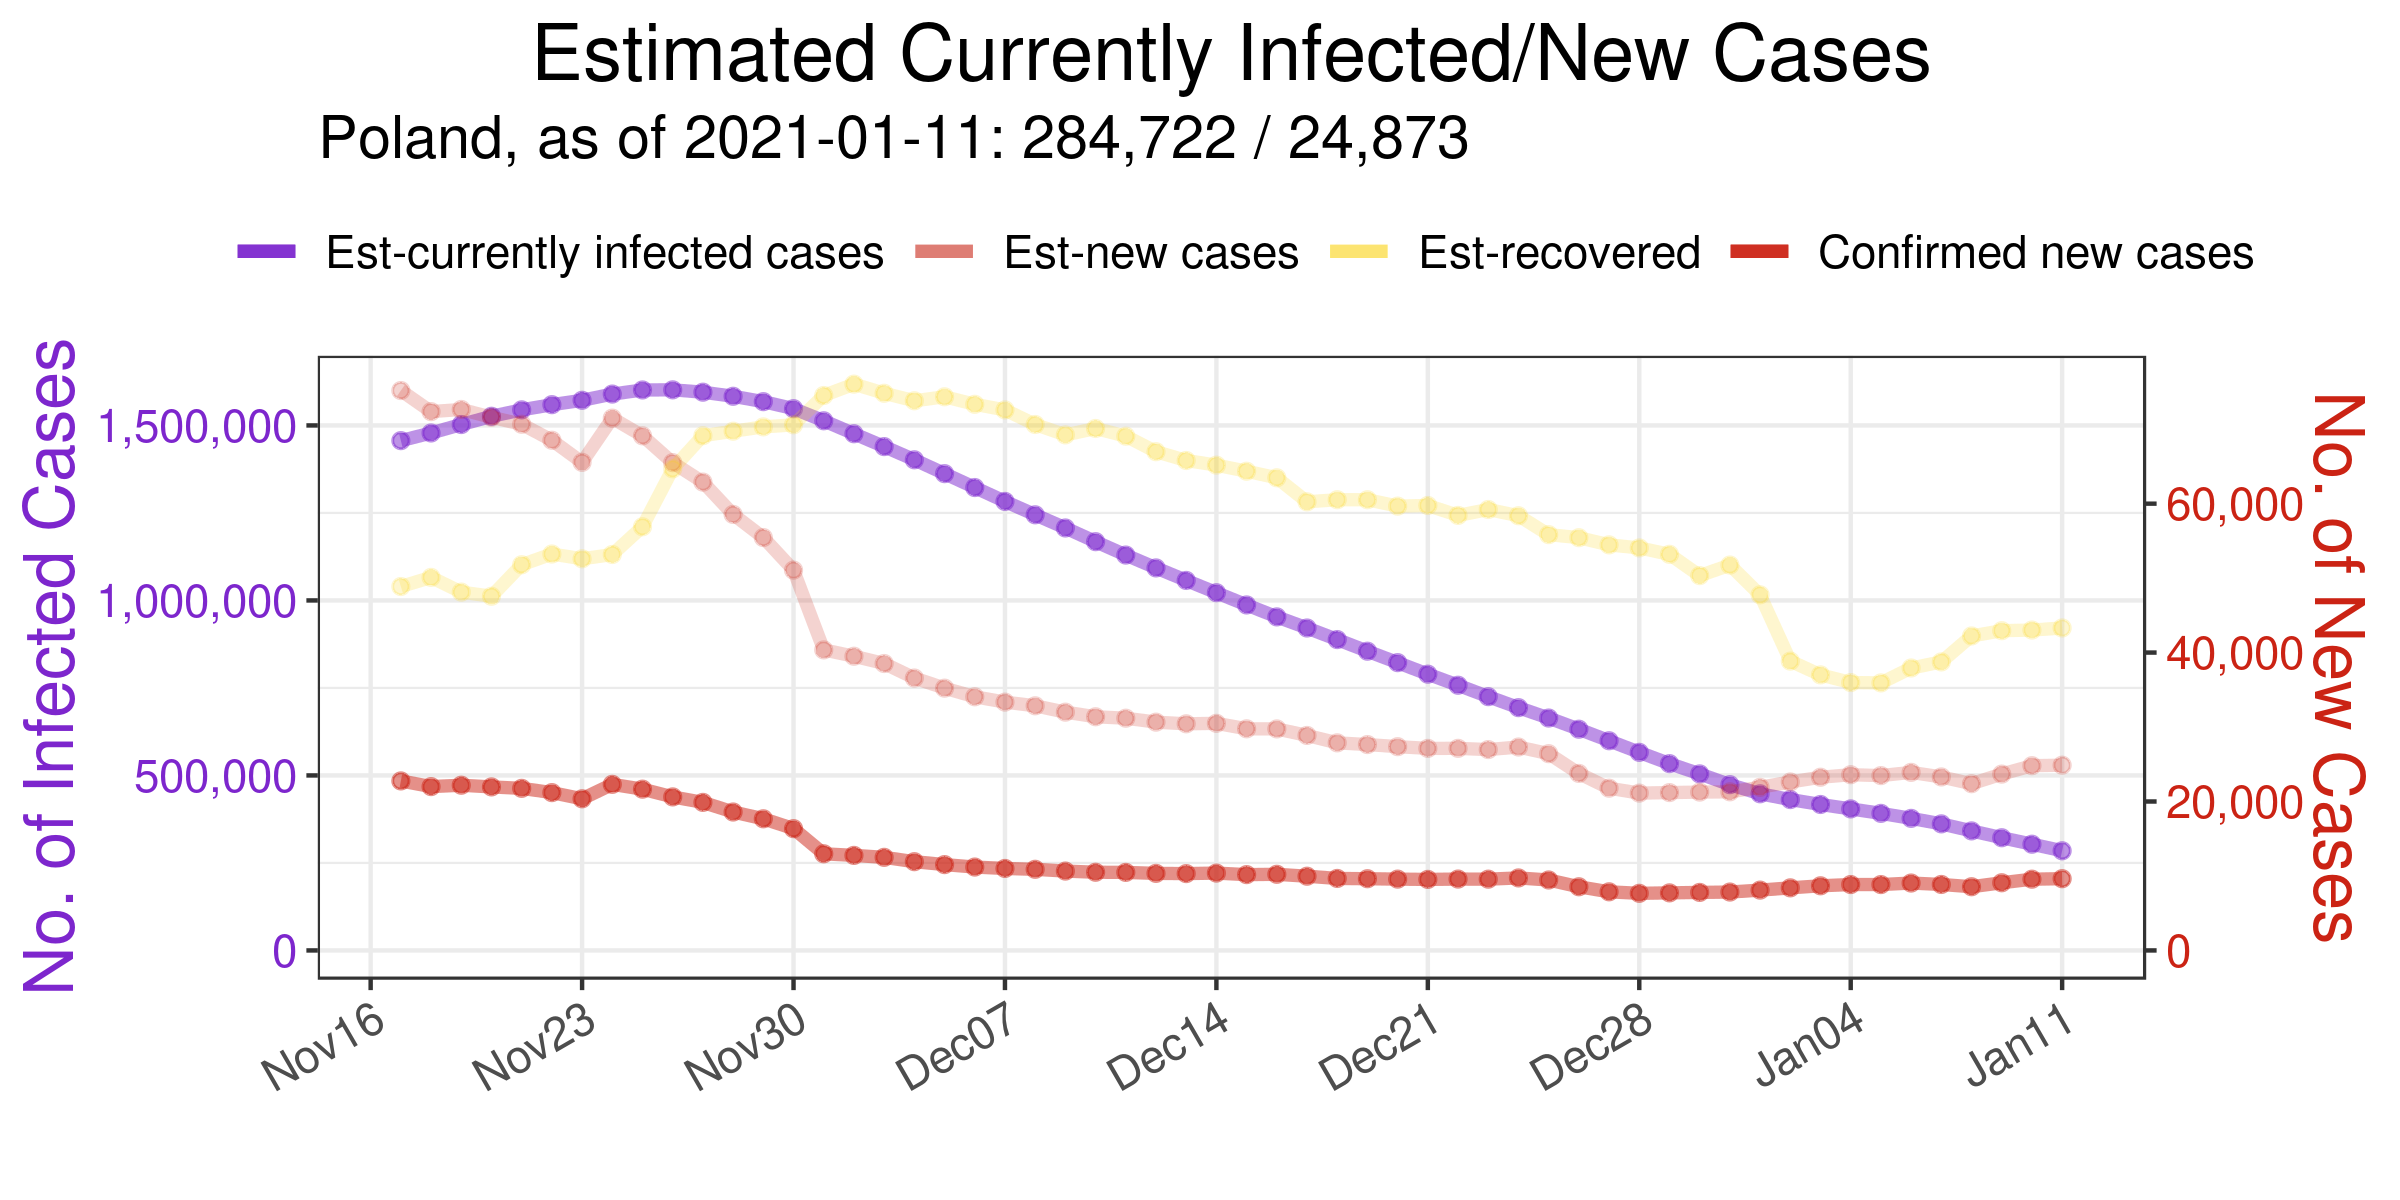 Estimated Currently Infected/New Cases
Poland, as of 2021-01-11: 284,722 / 24,873
Est-currently infected cases Est-new cases Est-recovered Confirmed new cases
No. of Infected Cases
1,500,000
1,000,000
500,000
0
No. of New Cases
60,000
40,000
20,000
0
Nov16 Nov23 Nov30 Dec07 Dec14 Dec21 Dec28 Jan04 Jan11